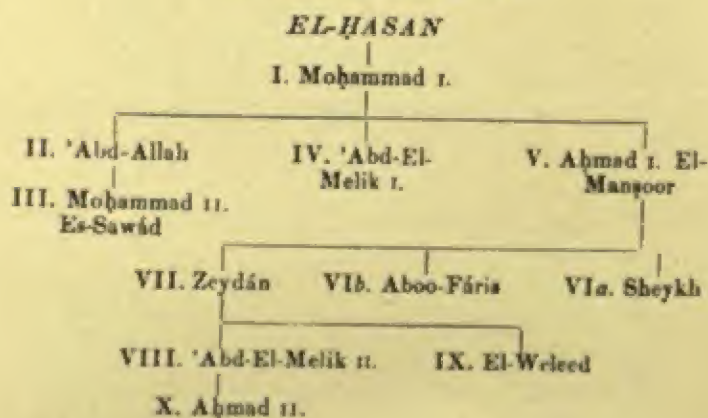 EL-ḤASAN
I. Moḥammad I.
II. 'Abd-Allah IV. 'Abd-El- V. Aḥmad I. El-
Melik I. Manṣoor
III. Moḥammad II.
Es-Sawád
VII. Zeydán VIb. Aboo-Fáris VIa. Sheykh
VIII. 'Abd-El-Melik II. IX. El-Weleed
X. Aḥmad II.